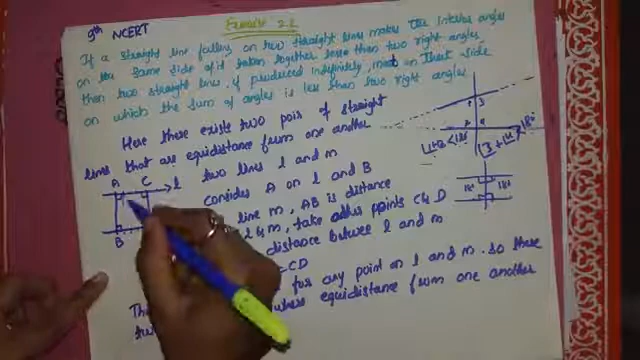 9th NCERT
Exercise 2.2
If a straight line falling on two straight lines makes the interior angles
on the same side of it taken together less than two right angles
then two straight lines, if produced indefinitely, meet on that side
on which the sum of angles is less than two right angles
Here there exists two pair of straight
lines that are equidistance from one another
two lines l and m
consider A on l and B
line m, AB is distance
l & m, take other points C & D
distance between l and m
=CD
for any point on l and m. so these
where equidistance from one another
A C l
B